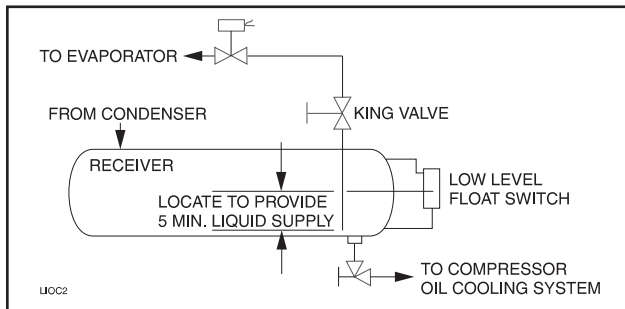 TO EVAPORATOR
FROM CONDENSER
KING VALVE
RECEIVER
LOCATE TO PROVIDE
5 MIN. LIQUID SUPPLY
LOW LEVEL
FLOAT SWITCH
TO COMPRESSOR
OIL COOLING SYSTEM
LIOC2